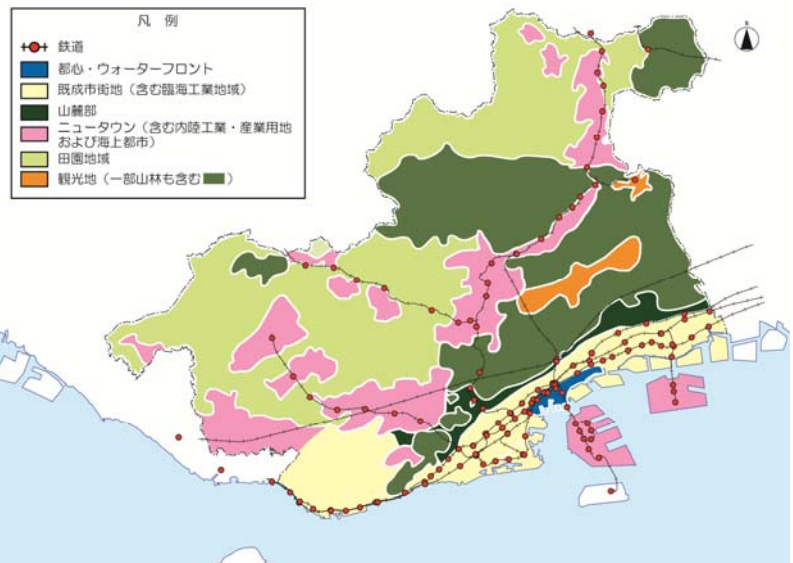 凡 例
鉄道
都心・ウォーターフロント
既成市街地（含む臨海工業地域）
山麓部
ニュータウン（含む内陸工業・産業用地
および海上都市）
田園地域
観光地（一部山林も含む　）